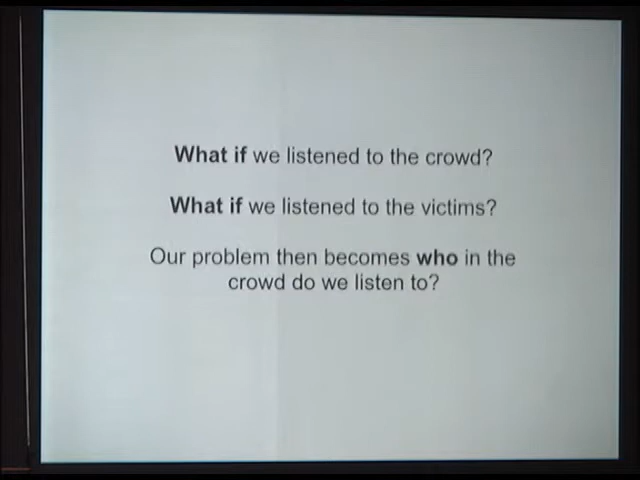 What if we listened to the crowd?
What if we listened to the victims?
Our problem then becomes who in the
crowd do we listen to?